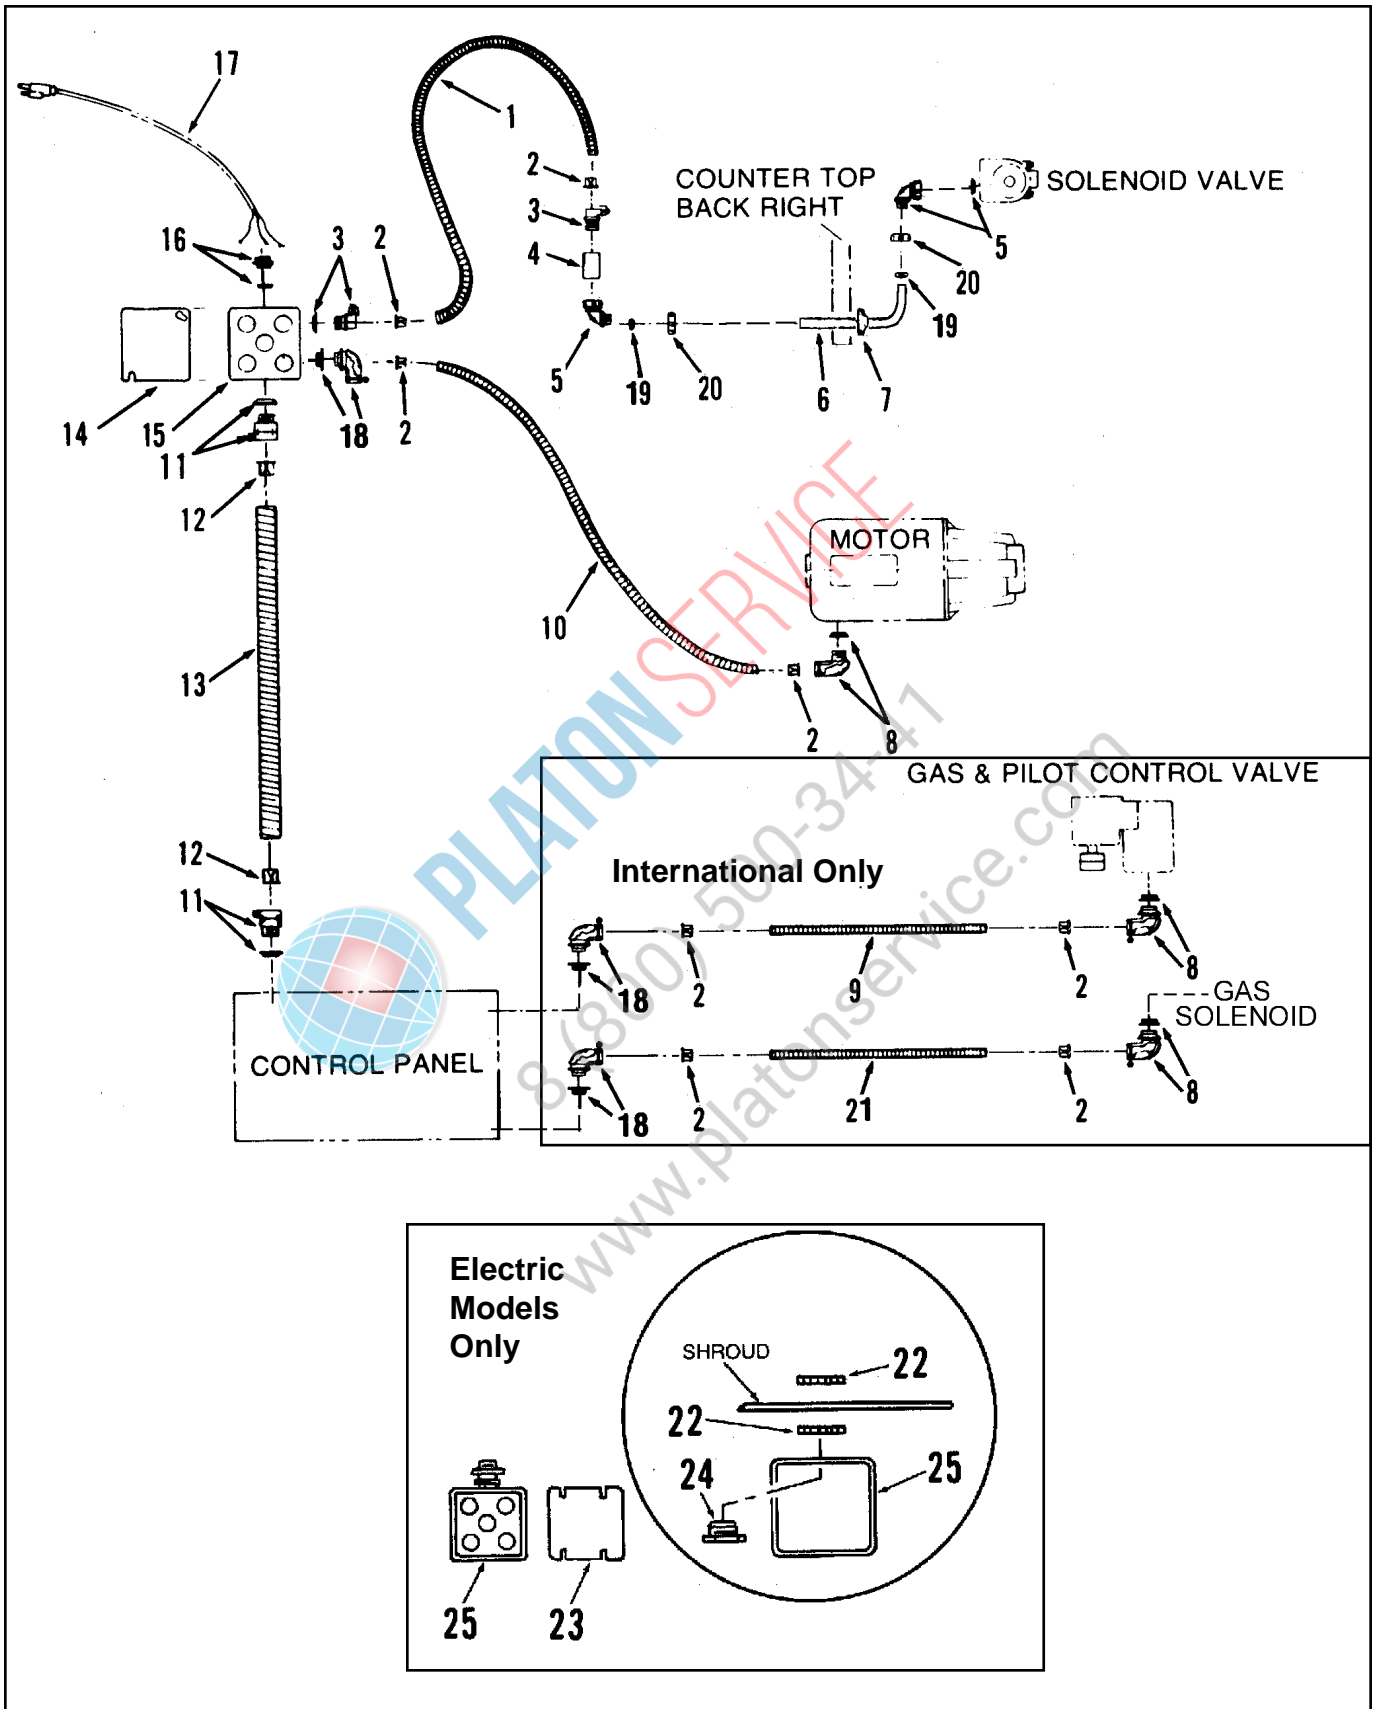 17
1
2
COUNTER TOP
BACK RIGHT
SOLENOID VALVE
3
16
3
2
4
5
20
19
14
15
11
18
2
5
19
20
6
7
12
MOTOR
10
13
2
8
GAS & PILOT CONTROL VALVE
International Only
12
11
18
2
9
2
8
GAS
SOLENOID
CONTROL PANEL
18
2
21
2
8
PLATONSERVICE
8 (800) 500-34-41
www.platonservice.com
Electric
Models
Only
SHROUD
22
22
24
25
25
23